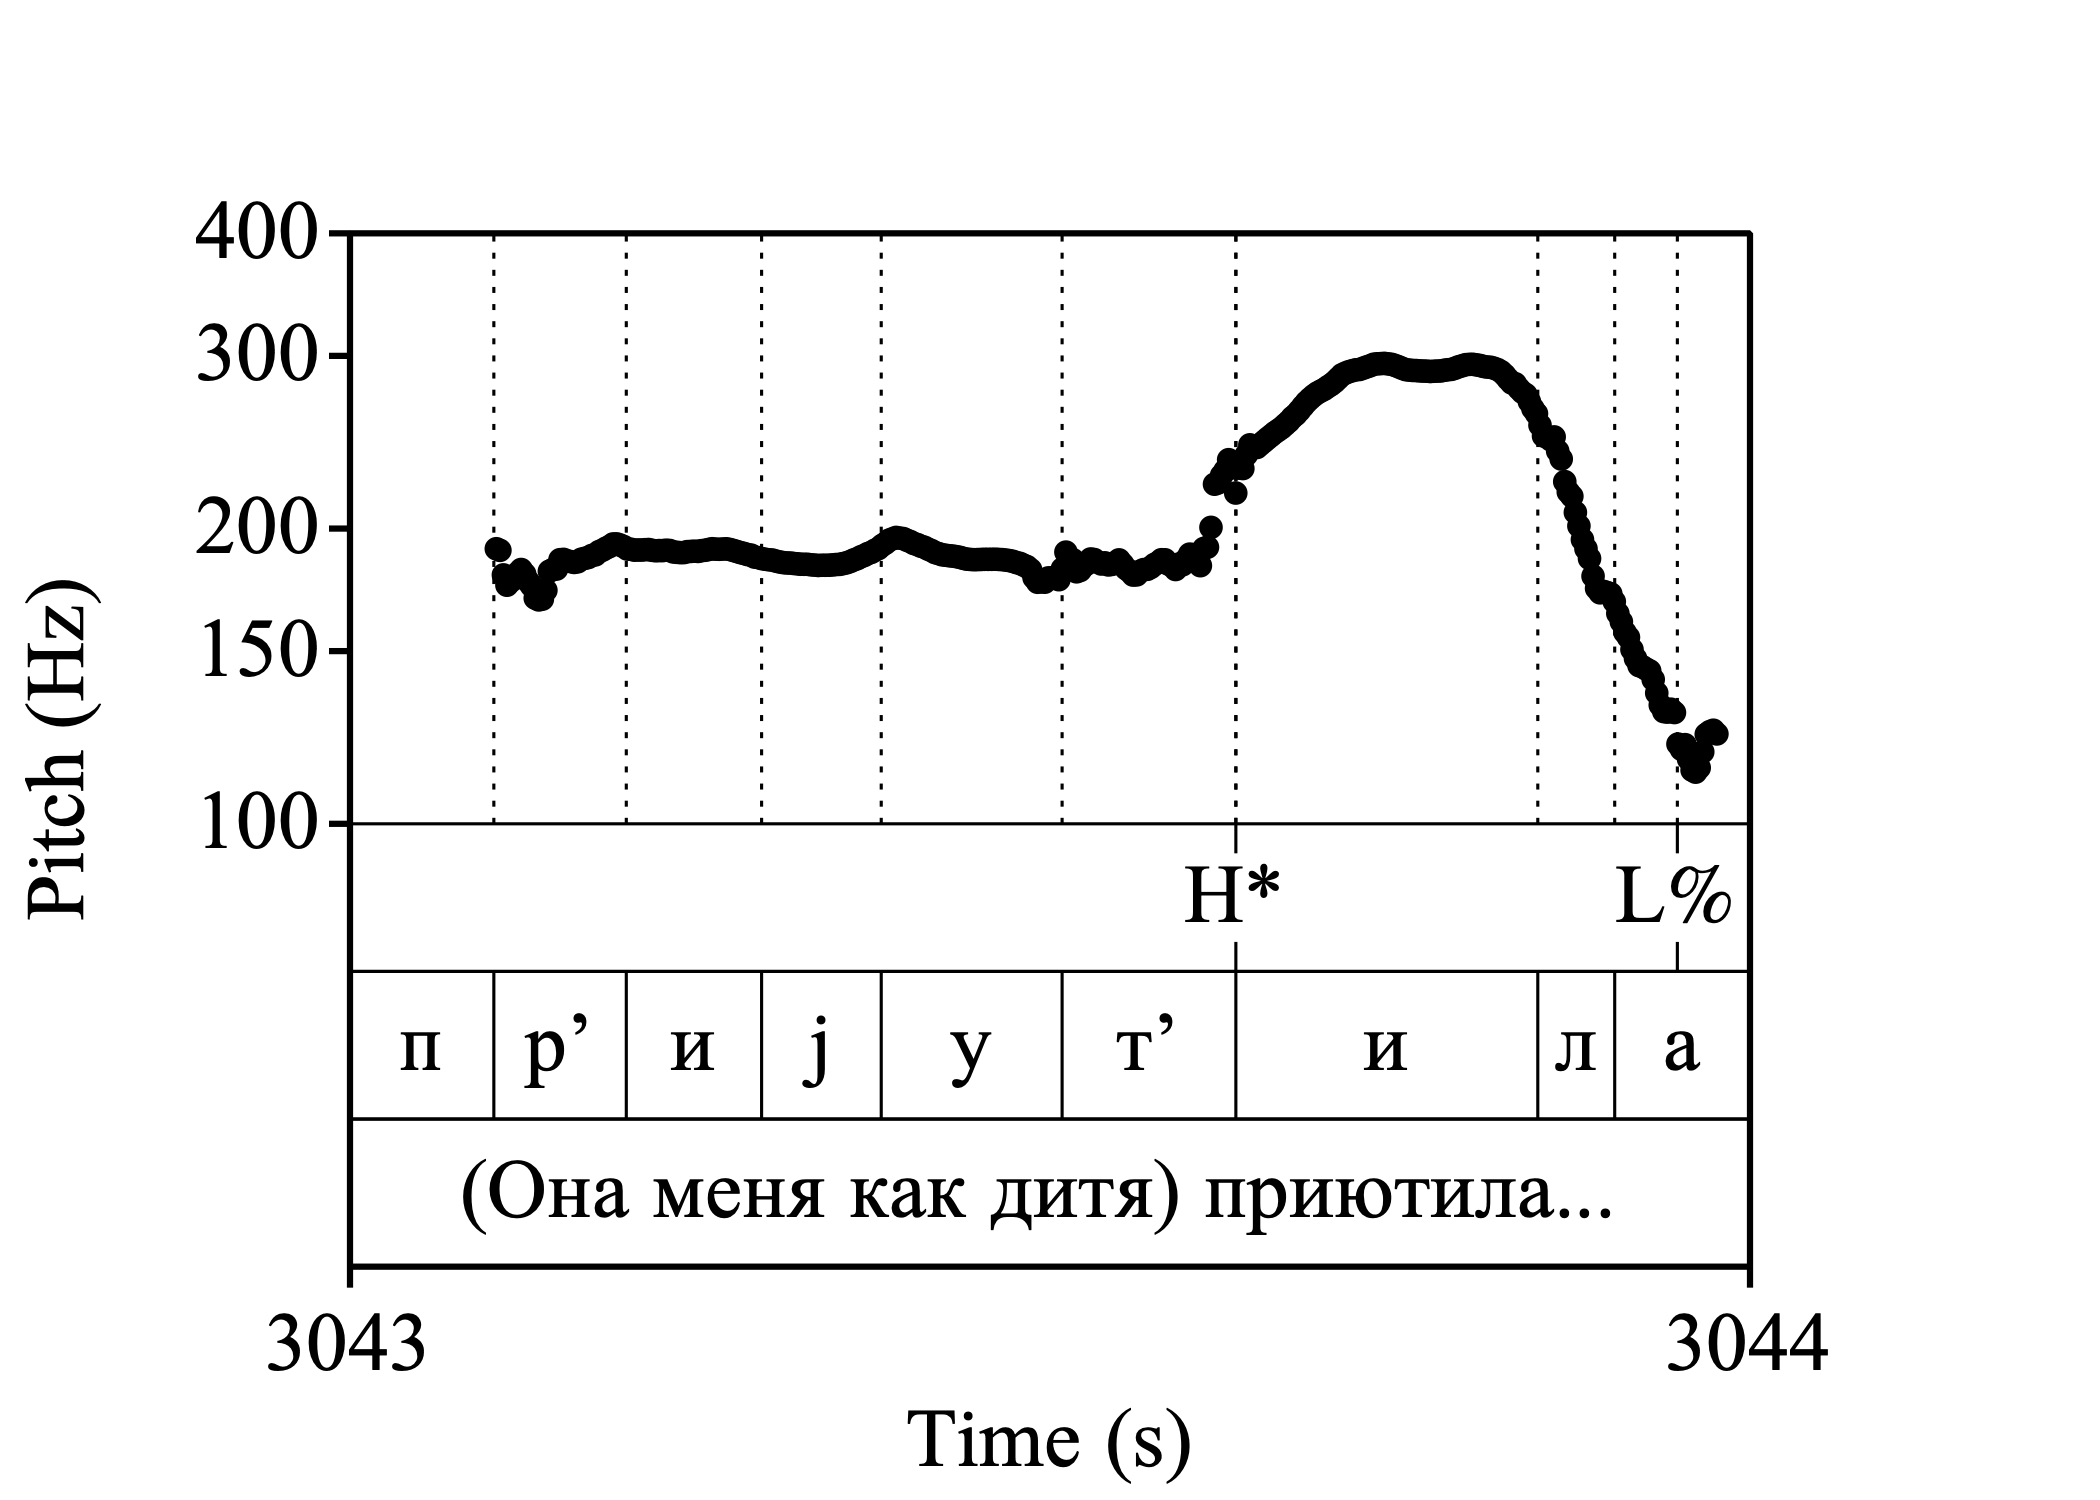 400
300
200
150
100
Pitch (Hz)
H* L%
п р’ и j у т’ и л а
(Она меня как дитя) приютила...
3043 3044
Time (s)